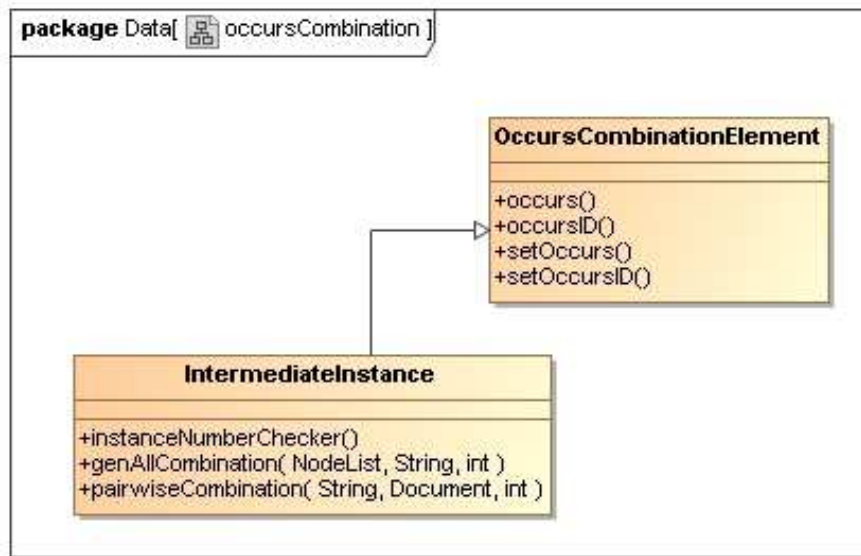 package Data[ occursCombination ]
OccursCombinationElement
+occurs()
+occursID()
+setOccurs()
+setOccursID()
IntermediateInstance
+instanceNumberChecker()
+genAllCombination( NodeList, String, int )
+pairwiseCombination( String, Document, int )